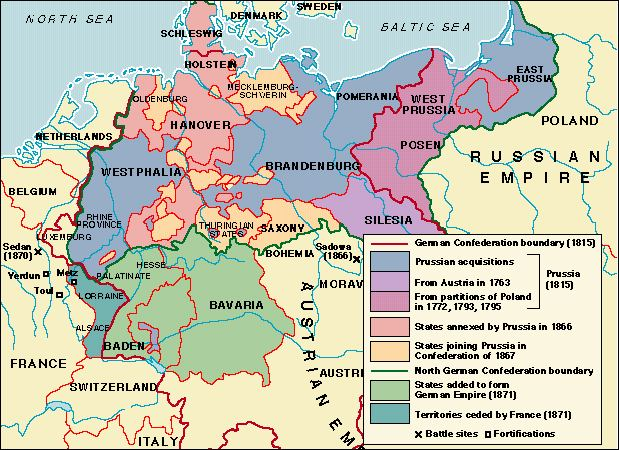 SWEDEN
NORTH SEA
DENMARK
BALTIC SEA
SCHLESWIG
HOLSTEIN
EAST
PRUSSIA
MECKLEMBURG-
SCHVERIN
POMERANIA
WEST
PRUSSIA
OLDENBURG
HANOVER
POLAND
NETHERLANDS
POSEN
RUSSIAN
EMPIRE
WESTPHALIA
BRANDENBURG
BELGIUM
RHINE
PROVINCE
SILESIA
THURINGIAN
STATES
SAXONY
LUXEMBURG
Sedan
(1870)
Sadowa
(1866)
BOHEMIA
HESSE
PALATINATE
Verdun
Metz
MORAV
Toul
LORRAINE
BAVARIA
ALSACE
BADEN
FRANCE
AUSTRI
SWITZERLAND
AUSTRIAN EM
ITALY
German Confederation boundary (1815)
Prussian acquisitions
From Austria in 1763
From partitions of Poland
in 1772, 1793, 1795
Prussia
(1815)
States annexed by Prussia in 1866
States joining Prussia in
Confederation of 1867
North German Confederation boundary
States added to form
German Empire (1871)
Territories ceded by France (1871)
Battle sites
Fortifications